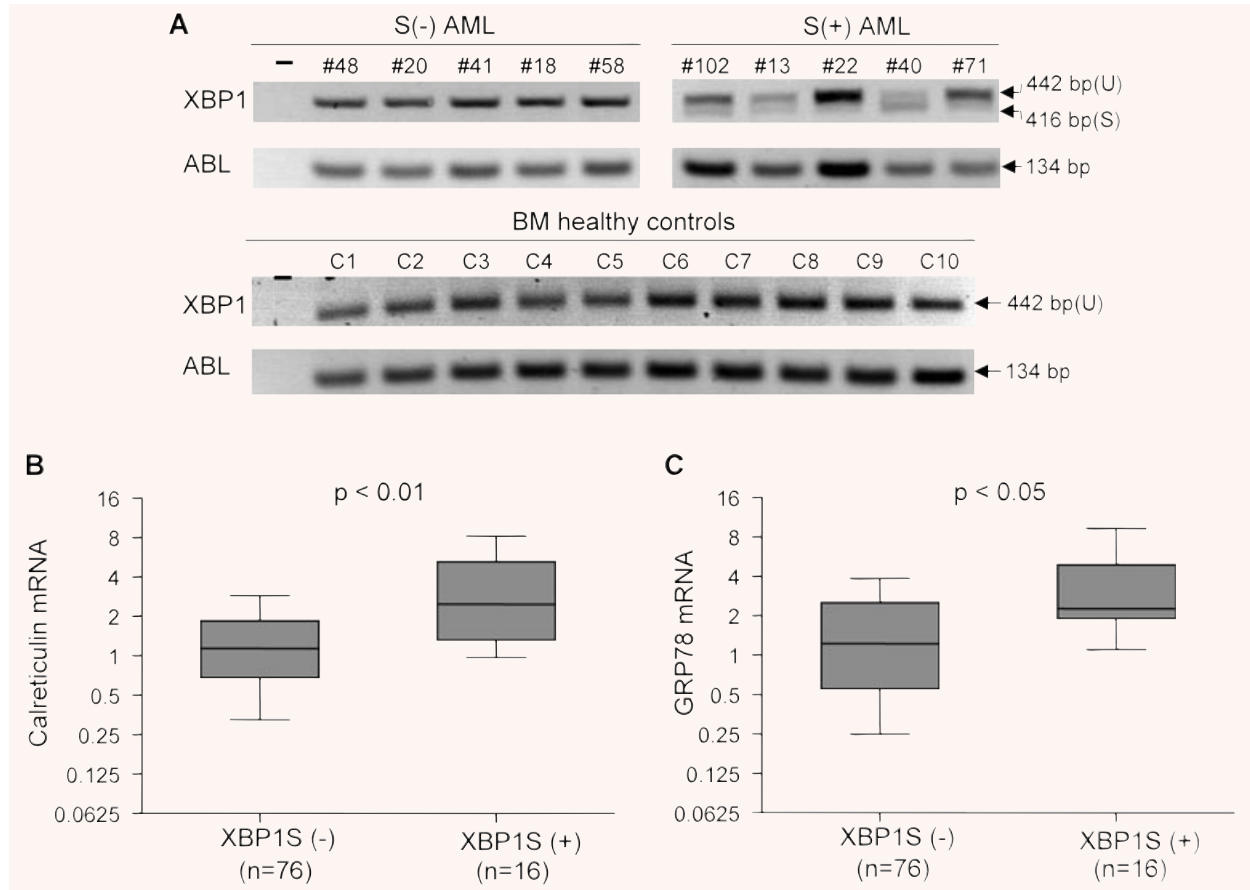 A
S(-) AML
S(+) AML
– #48 #20 #41 #18 #58 #102 #13 #22 #40 #71
XBP1
442 bp(U)
416 bp(S)
ABL
134 bp
BM healthy controls
– C1 C2 C3 C4 C5 C6 C7 C8 C9 C10
XBP1
442 bp(U)
ABL
134 bp
B
p < 0.01
Calreticulin mRNA
16
8
4
2
1
0.5
0.25
0.125
0.0625
XBP1S (-)
(n=76)
XBP1S (+)
(n=16)
C
p < 0.05
GRP78 mRNA
16
8
4
2
1
0.5
0.25
0.125
0.0625
XBP1S (-)
(n=76)
XBP1S (+)
(n=16)